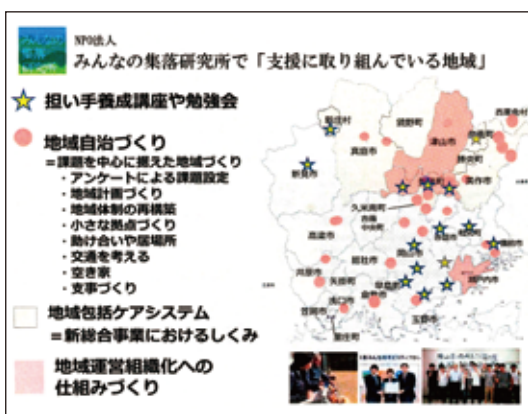 NPO法人
みんなの集落研究所で「支援に取り組んでいる地域」
担い手養成講座や勉強会
地域自治づくり
=課題を中心に据えた地域づくり
・アンケートによる課題設定
・地域計画づくり
・地域体制の再構築
・小さな拠点づくり
・助け合いや居場所
・交通を考える
・空き家
・支事づくり
地域包括ケアシステム
=新総合事業におけるしくみ
地域運営組織化への
仕組みづくり
西粟倉村
新庄村
鏡野町
津山市
奈義町
真庭市
勝央町
新見市
美作市
久米南町
吉備
中央町
高梁市
赤磐市
和気町
岡山市
備前市
総社市
井原市
矢掛町
早島町
瀬戸内市
倉敷市
浅口市
笠岡市
玉野市
里庄町